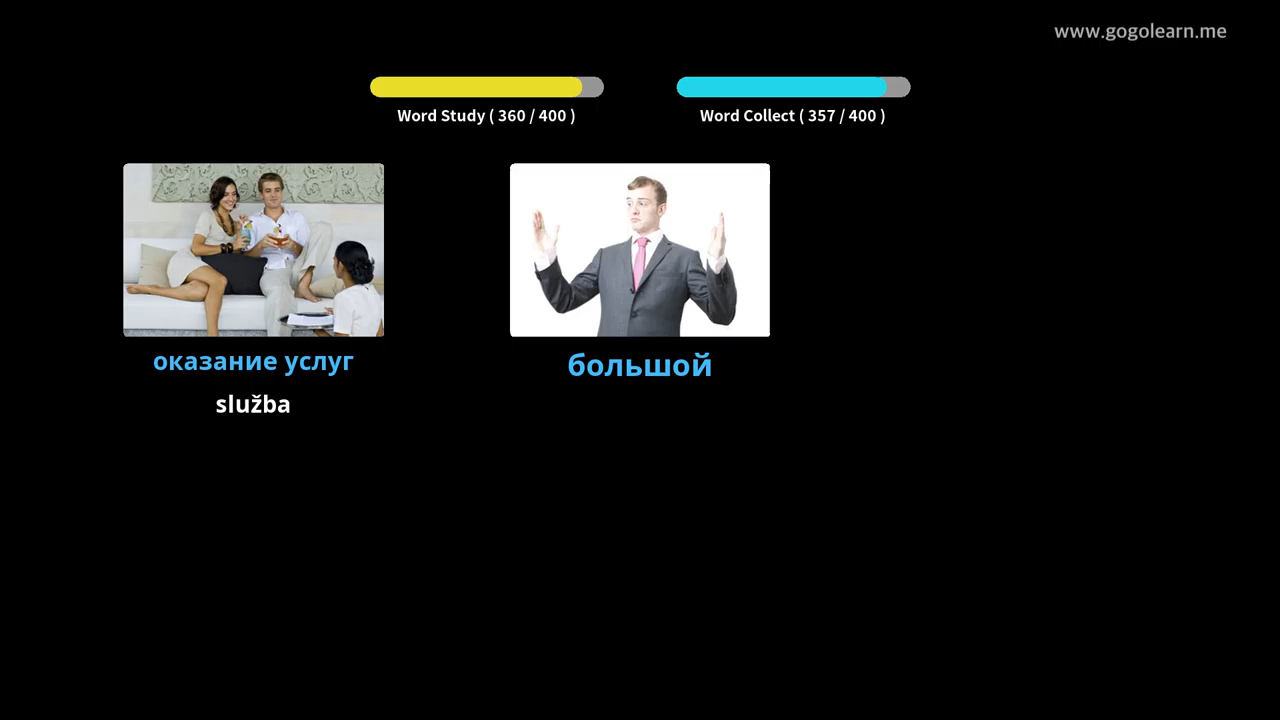 www.gogolearn.me
Word Study ( 360 / 400 )
Word Collect ( 357 / 400 )
оказание услуг
služba
большой